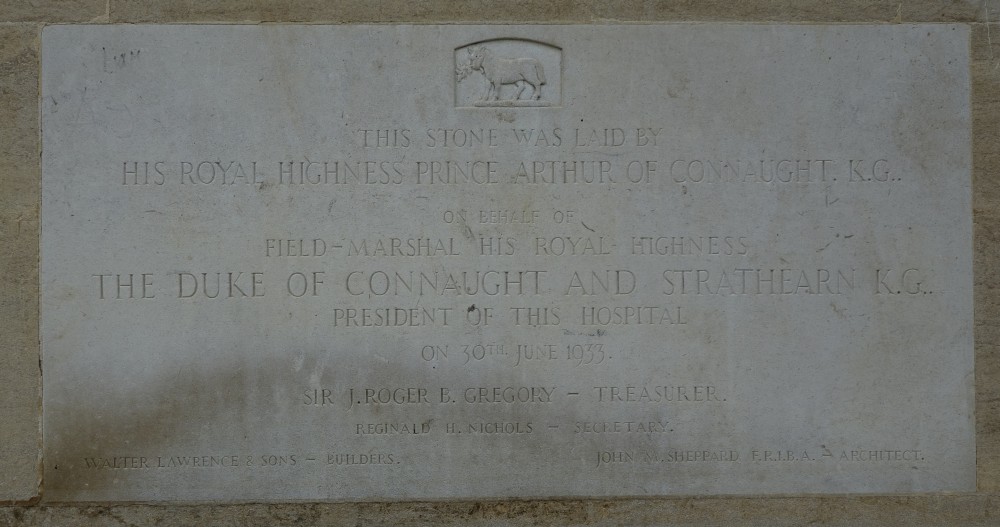 THIS STONE WAS LAID BY
HIS ROYAL HIGHNESS PRINCE ARTHUR OF CONNAUGHT. K.G..
ON BEHALF OF
FIELD-MARSHAL HIS ROYAL HIGHNESS
THE DUKE OF CONNAUGHT AND STRATHEARN K.G..
PRESIDENT OF THIS HOSPITAL
ON 30TH. JUNE 1933.
SIR J. ROGER B. GREGORY – TREASURER.
REGINALD H. NICHOLS – SECRETARY.
WALTER LAWRENCE & SONS – BUILDERS.
JOHN M. SHEPPARD F.R.I.B.A. – ARCHITECT.